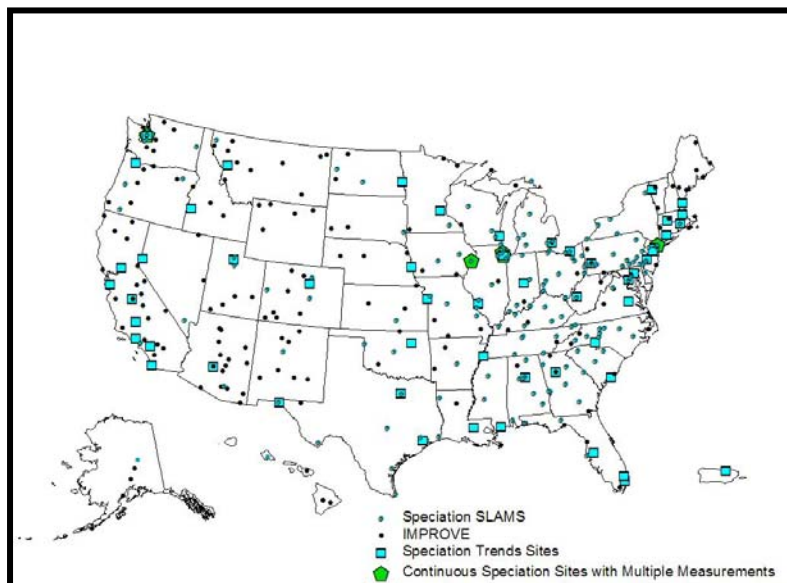 Speciation SLAMS
IMPROVE
Speciation Trends Sites
Continuous Speciation Sites with Multiple Measurements